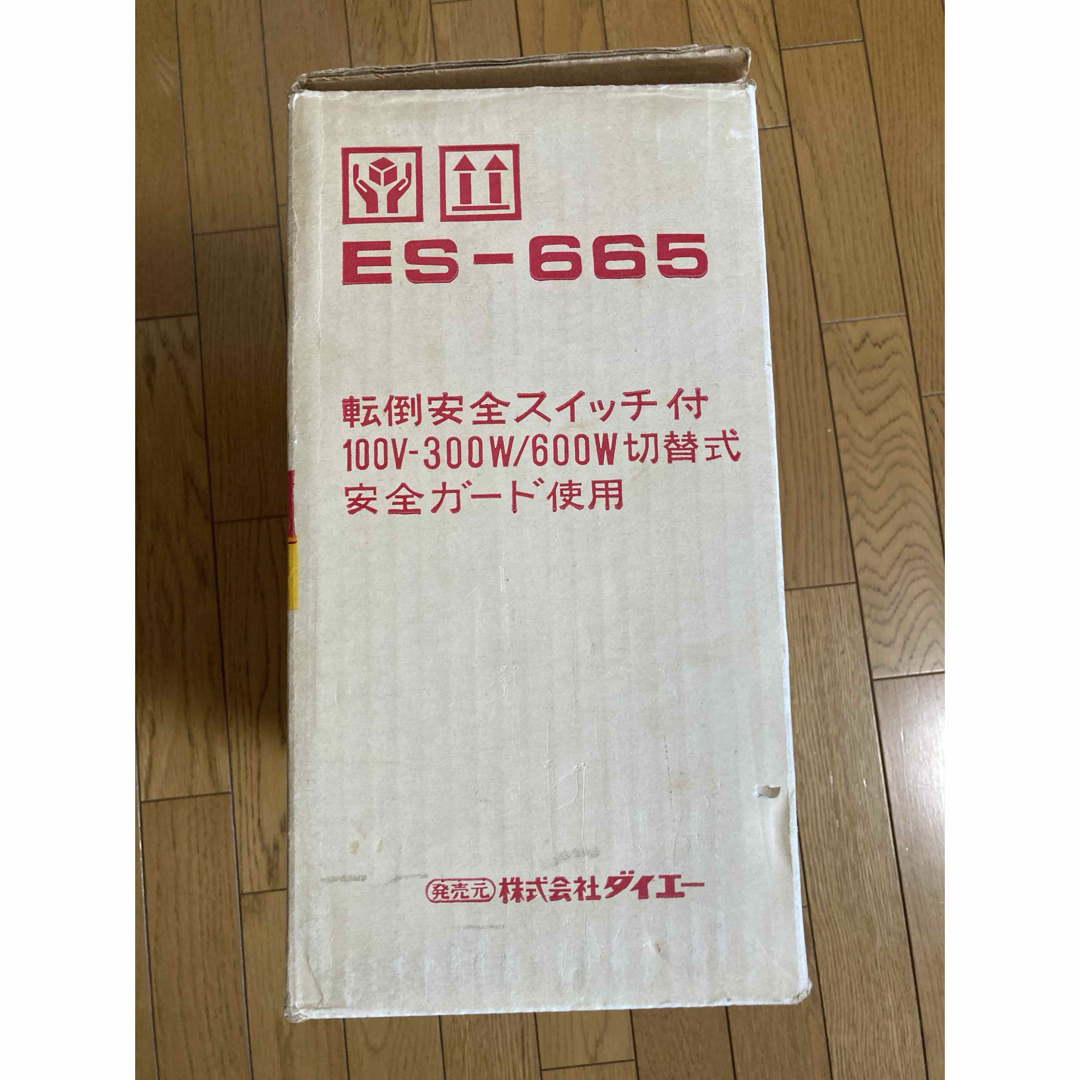 ES-665
転倒安全スイッチ付
100V-300W/600W切替式
安全ガード使用
発売元 株式会社ダイエー